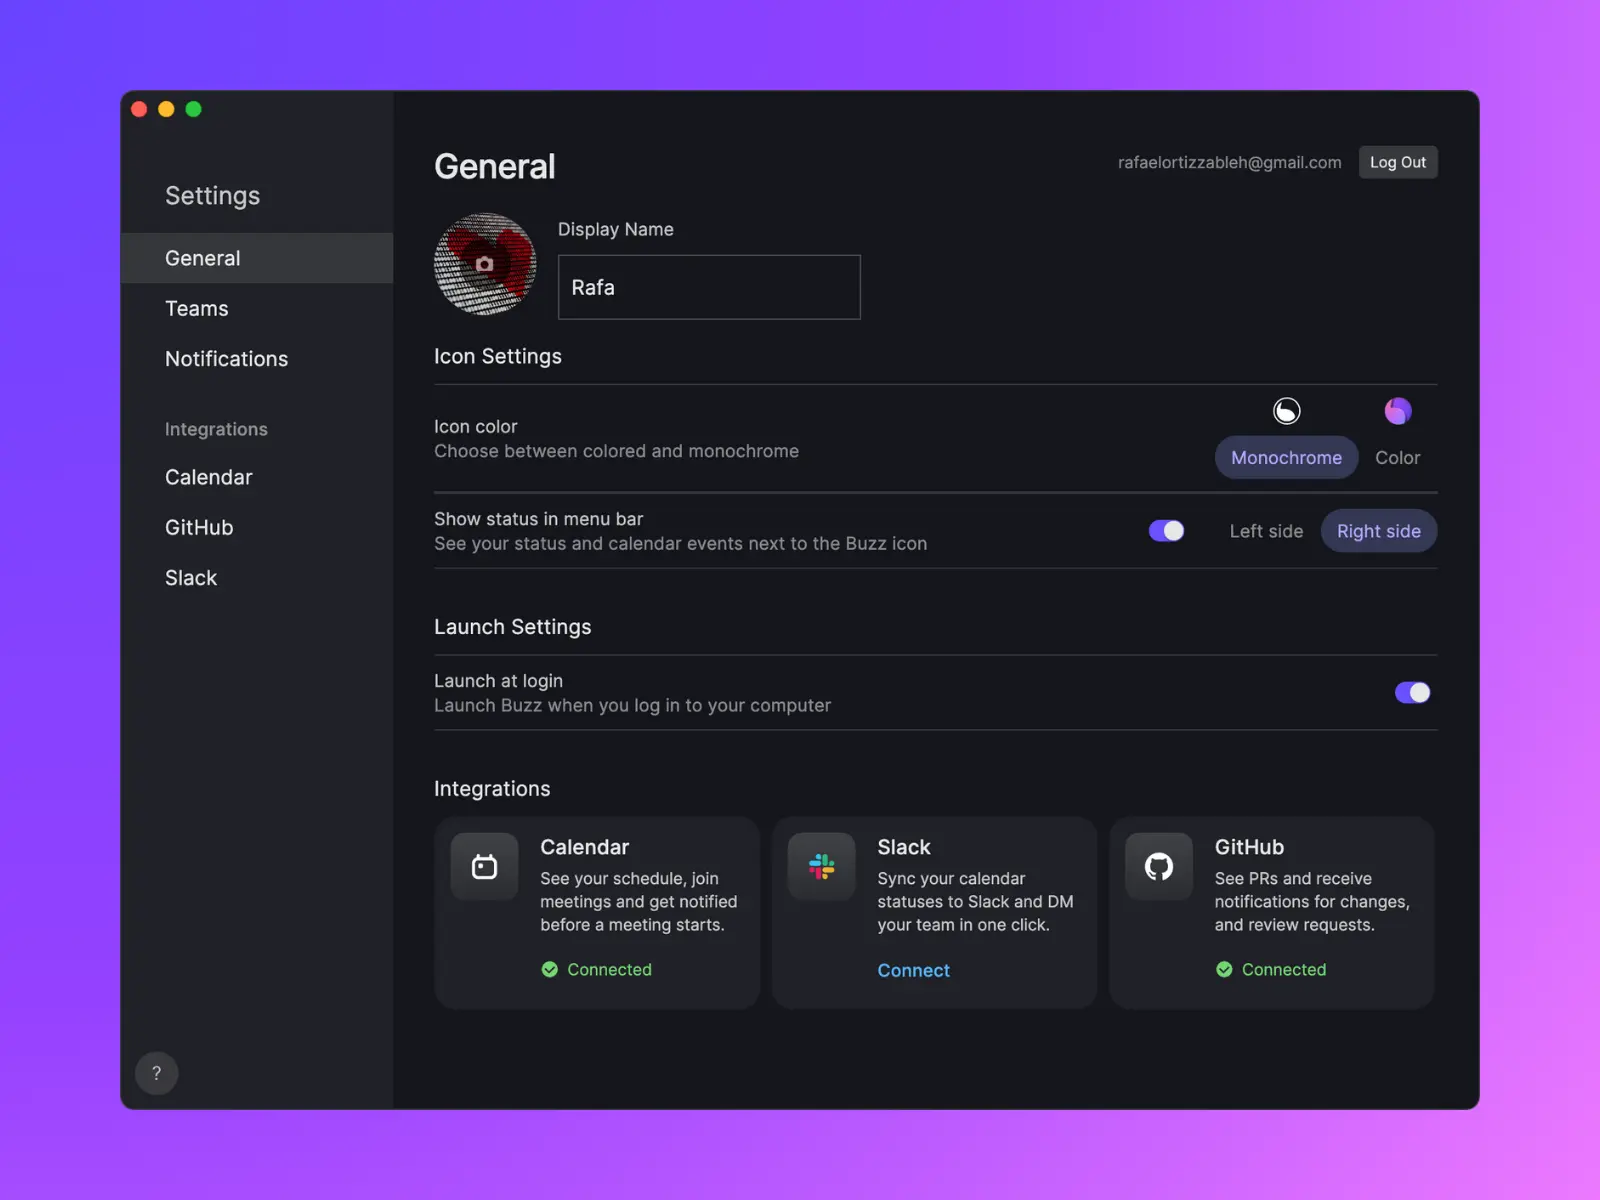 Settings
General
Teams
Notifications
Integrations
Calendar
GitHub
Slack
?
General
rafaelortizzableh@gmail.com
Log Out
Display Name
Rafa
Icon Settings
Icon color
Choose between colored and monochrome
Monochrome
Color
Show status in menu bar
See your status and calendar events next to the Buzz icon
Left side
Right side
Launch Settings
Launch at login
Launch Buzz when you log in to your computer
Integrations
Calendar
See your schedule, join
meetings and get notified
before a meeting starts.
Connected
Slack
Sync your calendar
statuses to Slack and DM
your team in one click.
Connect
GitHub
See PRs and receive
notifications for changes,
and review requests.
Connected